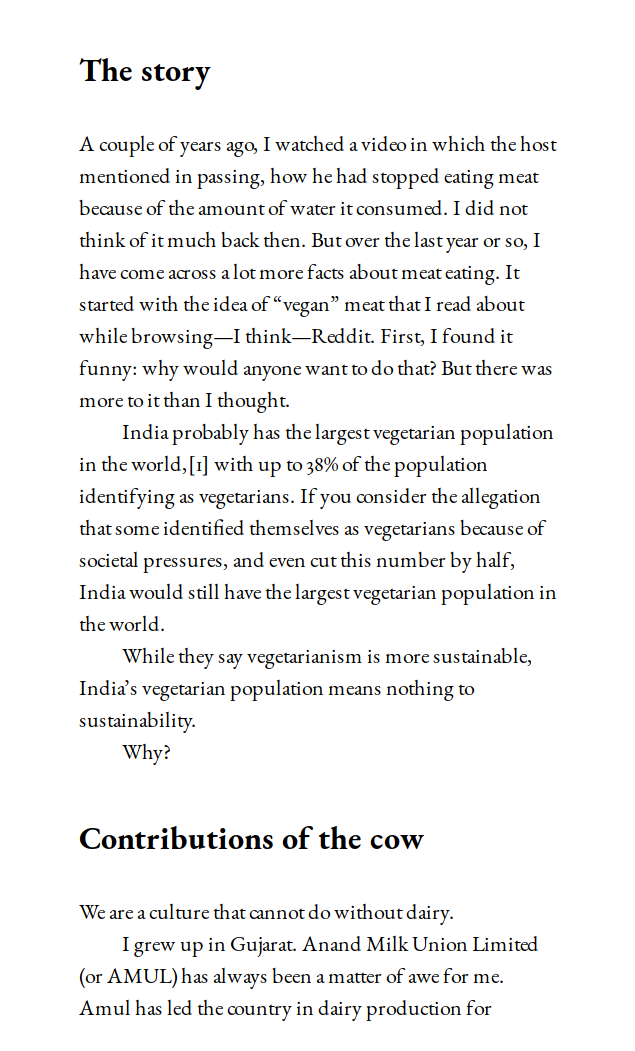 The story
A couple of years ago, I watched a video in which the host
mentioned in passing, how he had stopped eating meat
because of the amount of water it consumed. I did not
think of it much back then. But over the last year or so, I
have come across a lot more facts about meat eating. It
started with the idea of “vegan” meat that I read about
while browsing—I think—Reddit. First, I found it
funny: why would anyone want to do that? But there was
more to it than I thought.
India probably has the largest vegetarian population
in the world,[1] with up to 38% of the population
identifying as vegetarians. If you consider the allegation
that some identified themselves as vegetarians because of
societal pressures, and even cut this number by half,
India would still have the largest vegetarian population in
the world.
While they say vegetarianism is more sustainable,
India’s vegetarian population means nothing to
sustainability.
Why?
Contributions of the cow
We are a culture that cannot do without dairy.
I grew up in Gujarat. Anand Milk Union Limited
(or AMUL) has always been a matter of awe for me.
Amul has led the country in dairy production for